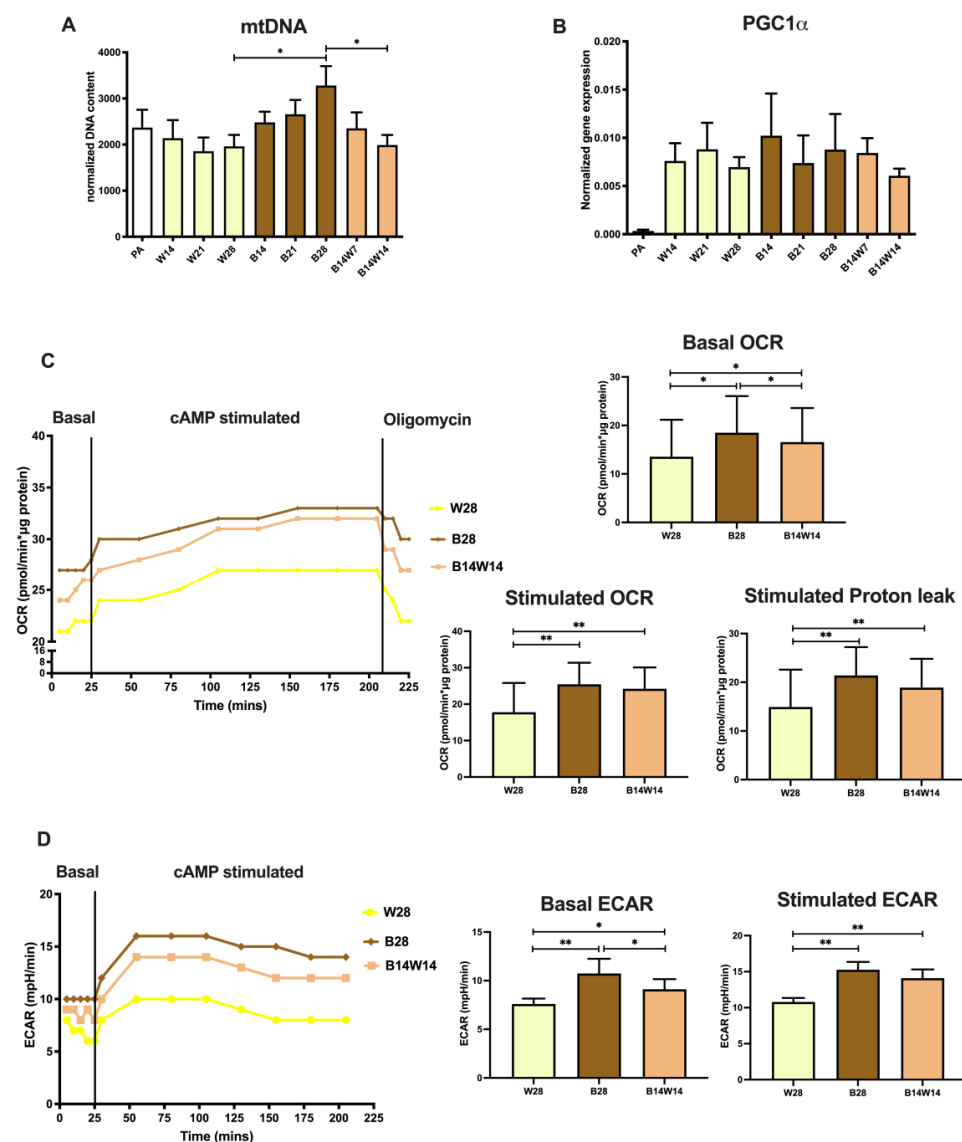 A
mtDNA
*
*
normalized DNA content
4000
3000
2000
1000
0
PA
W14
W21
W28
B14
B21
B28
B14W7
B14W14
B
PGC1α
Normalized gene expression
0.020
0.015
0.010
0.005
0.000
PA
W14
W21
W28
B14
B21
B28
B14W7
B14W14
C
Basal
cAMP stimulated
Oligomycin
OCR (pmol/min*μg protein)
40
35
30
25
20
16
8
0
0
25
50
75
100
125
150
175
200
225
Time (mins)
W28
B28
B14W14
Basal OCR
*
*
*
OCR (pmol/min*μg protein)
30
20
10
0
W28
B28
B14W14
Stimulated OCR
**
**
OCR (pmol/min*μg protein)
40
30
20
10
0
W28
B28
B14W14
Stimulated Proton leak
**
**
OCR (pmol/min*μg protein)
30
20
10
0
W28
B28
B14W14
D
Basal
cAMP stimulated
ECAR (mpH/min)
20
15
10
5
0
0
25
50
75
100
125
150
175
200
225
Time (mins)
W28
B28
B14W14
Basal ECAR
*
**
*
ECAR (mpH/min)
15
10
5
0
W28
B28
B14W14
Stimulated ECAR
**
**
ECAR (mpH/min)
20
15
10
5
0
W28
B28
B14W14